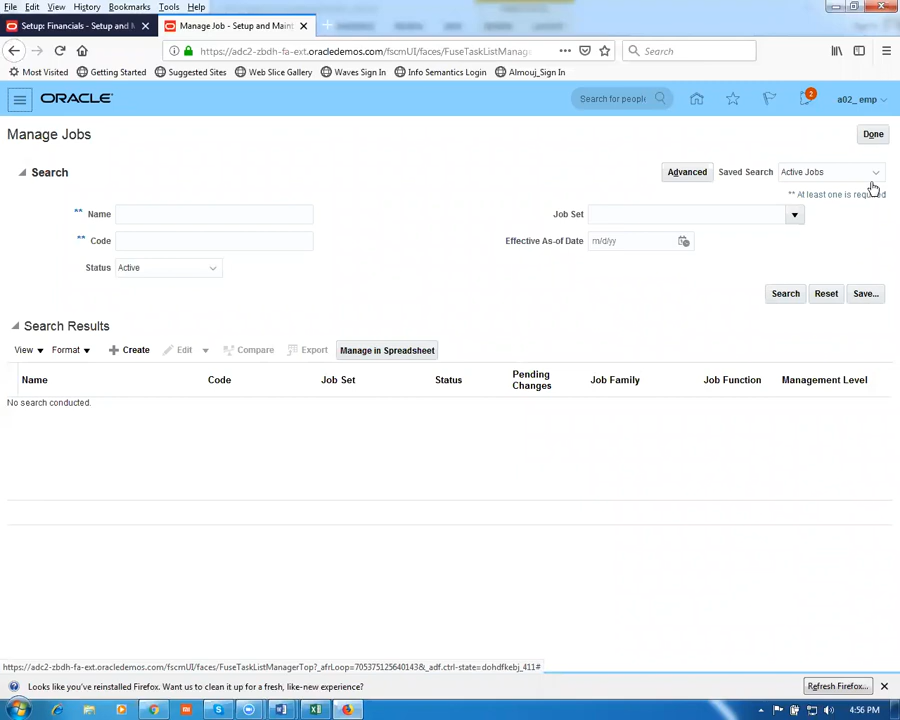 File Edit View History Bookmarks Tools Help
Setup: Financials - Setup and M × Manage Job - Setup and Maint ×
https://adc2-zbdh-fa-ext.oracledemos.com/fscmUI/faces/FuseTaskListManage Search
Most Visited Getting Started Suggested Sites Web Slice Gallery Waves Sign In Info Semantics Login Almouj_Sign In
ORACLE Search for people 2 a02_ emp
Manage Jobs Done
Search Advanced Saved Search Active Jobs
** At least one is required
** Name Job Set
** Code Effective As-of Date m/d/yy
Status Active
Search Reset Save...
Search Results
View Format Create Edit Compare Export Manage in Spreadsheet
Name Code Job Set Status Pending Changes Job Family Job Function Management Level
No search conducted.
https://adc2-zbdh-fa-ext.oracledemos.com/fscmUI/faces/FuseTaskListManagerTop?_afrLoop=705375125640143&_adf.ctrl-state=dohdfkebj_411#
Looks like you've reinstalled Firefox. Want us to clean it up for a fresh, like-new experience? Refresh Firefox...
4:56 PM